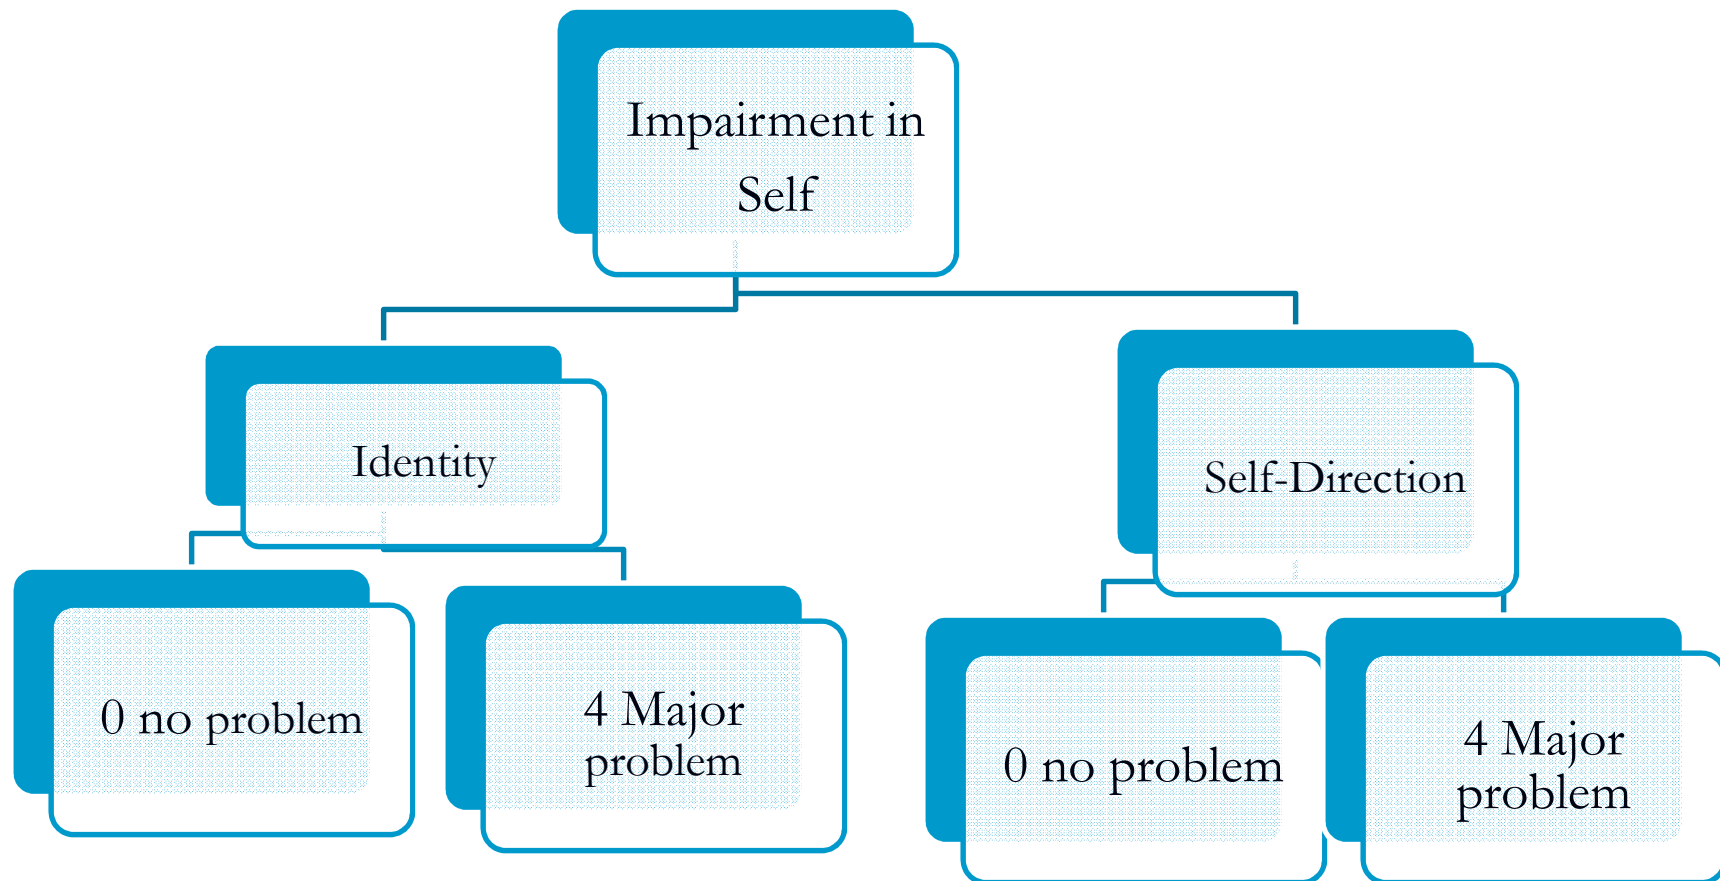 Impairment in
Self
Identity
Self-Direction
0 no problem
4 Major
problem
0 no problem
4 Major
problem